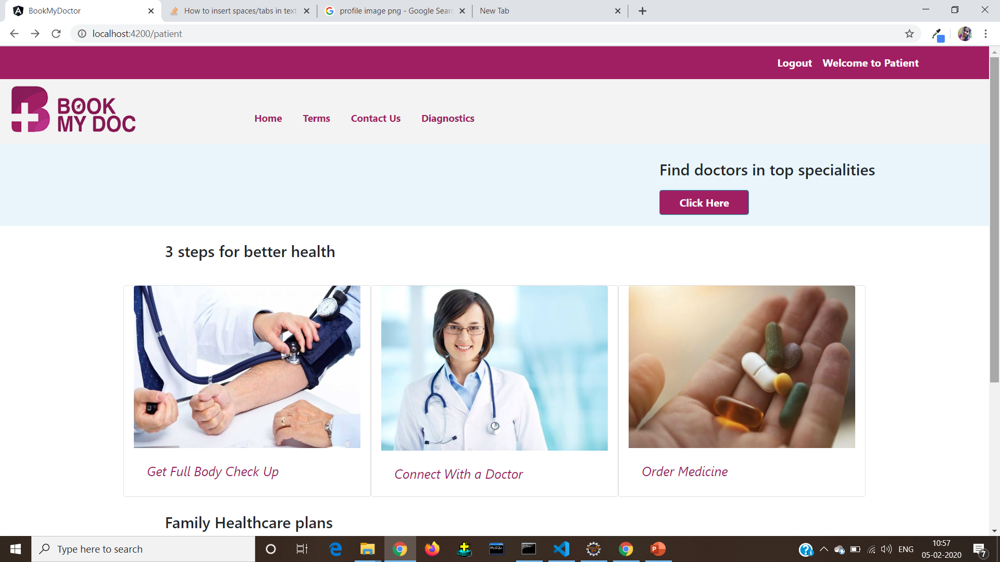 BookMyDoctor
How to insert spaces/tabs in text
profile image png - Google Searc
New Tab
localhost:4200/patient
Logout Welcome to Patient
BOOK
MY DOC
Home Terms Contact Us Diagnostics
Find doctors in top specialities
Click Here
3 steps for better health
Get Full Body Check Up
Connect With a Doctor
Order Medicine
Family Healthcare plans
Type here to search
ENG
10:57
05-02-2020
7